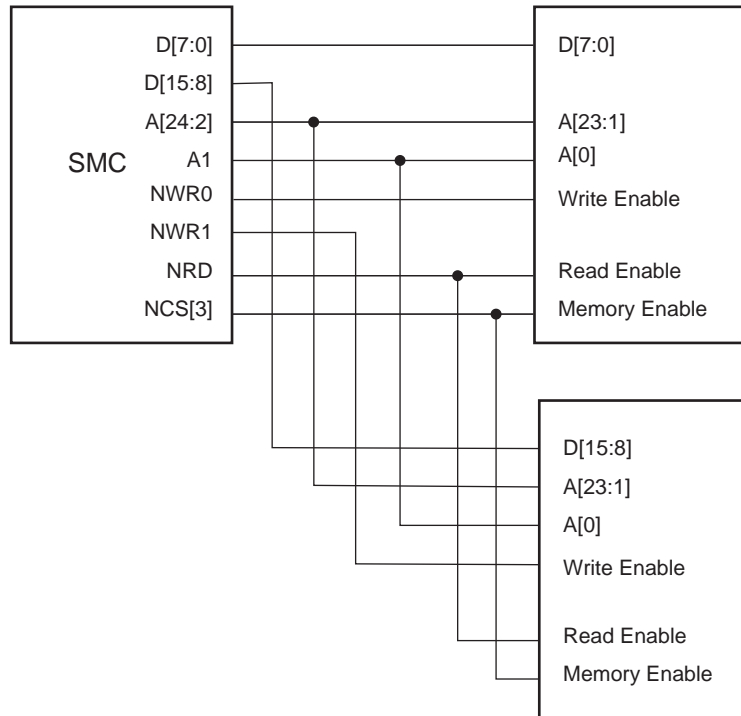 D[7:0]
D[15:8]
A[24:2]
A1
SMC
NWR0
NWR1
NRD
NCS[3]
D[7:0]
A[23:1]
A[0]
Write Enable
Read Enable
Memory Enable
D[15:8]
A[23:1]
A[0]
Write Enable
Read Enable
Memory Enable